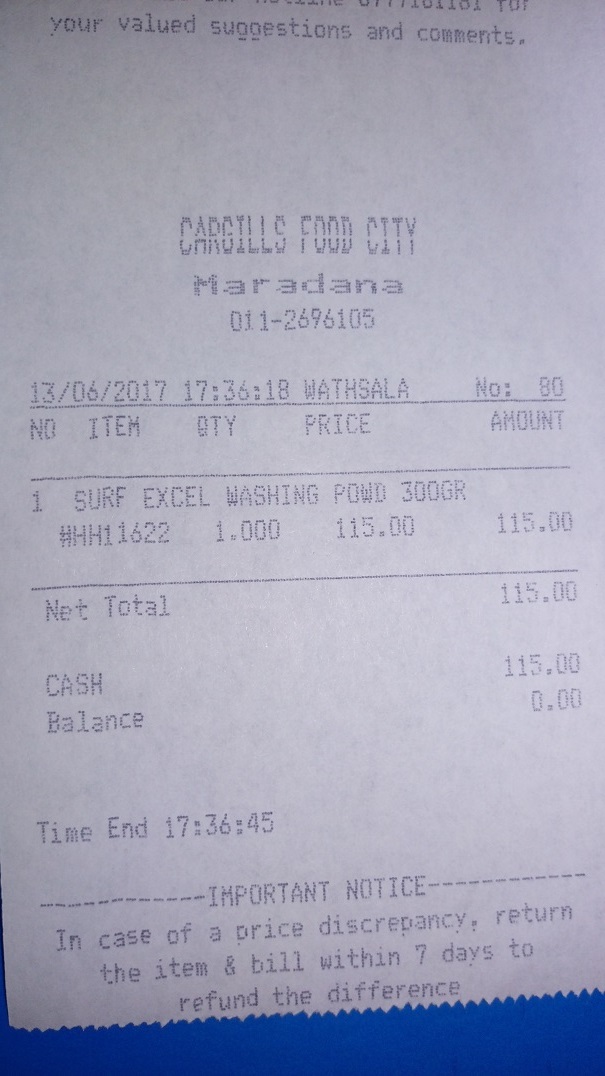 hotline 0777161161 for
your valued suggestions and comments.
CARGILLS FOOD CITY
Maradana
011-2696105
13/06/2017 17:36:18 WATHSALA No: 80
NO ITEM QTY PRICE AMOUNT
1 SURF EXCEL WASHING POWD 300GR
#HH11622 1.000 115.00 115.00
Net Total 115.00
CASH 115.00
Balance 0.00
Time End 17:36:45
------------IMPORTANT NOTICE------------
In case of a price discrepancy, return
the item & bill within 7 days to
refund the difference